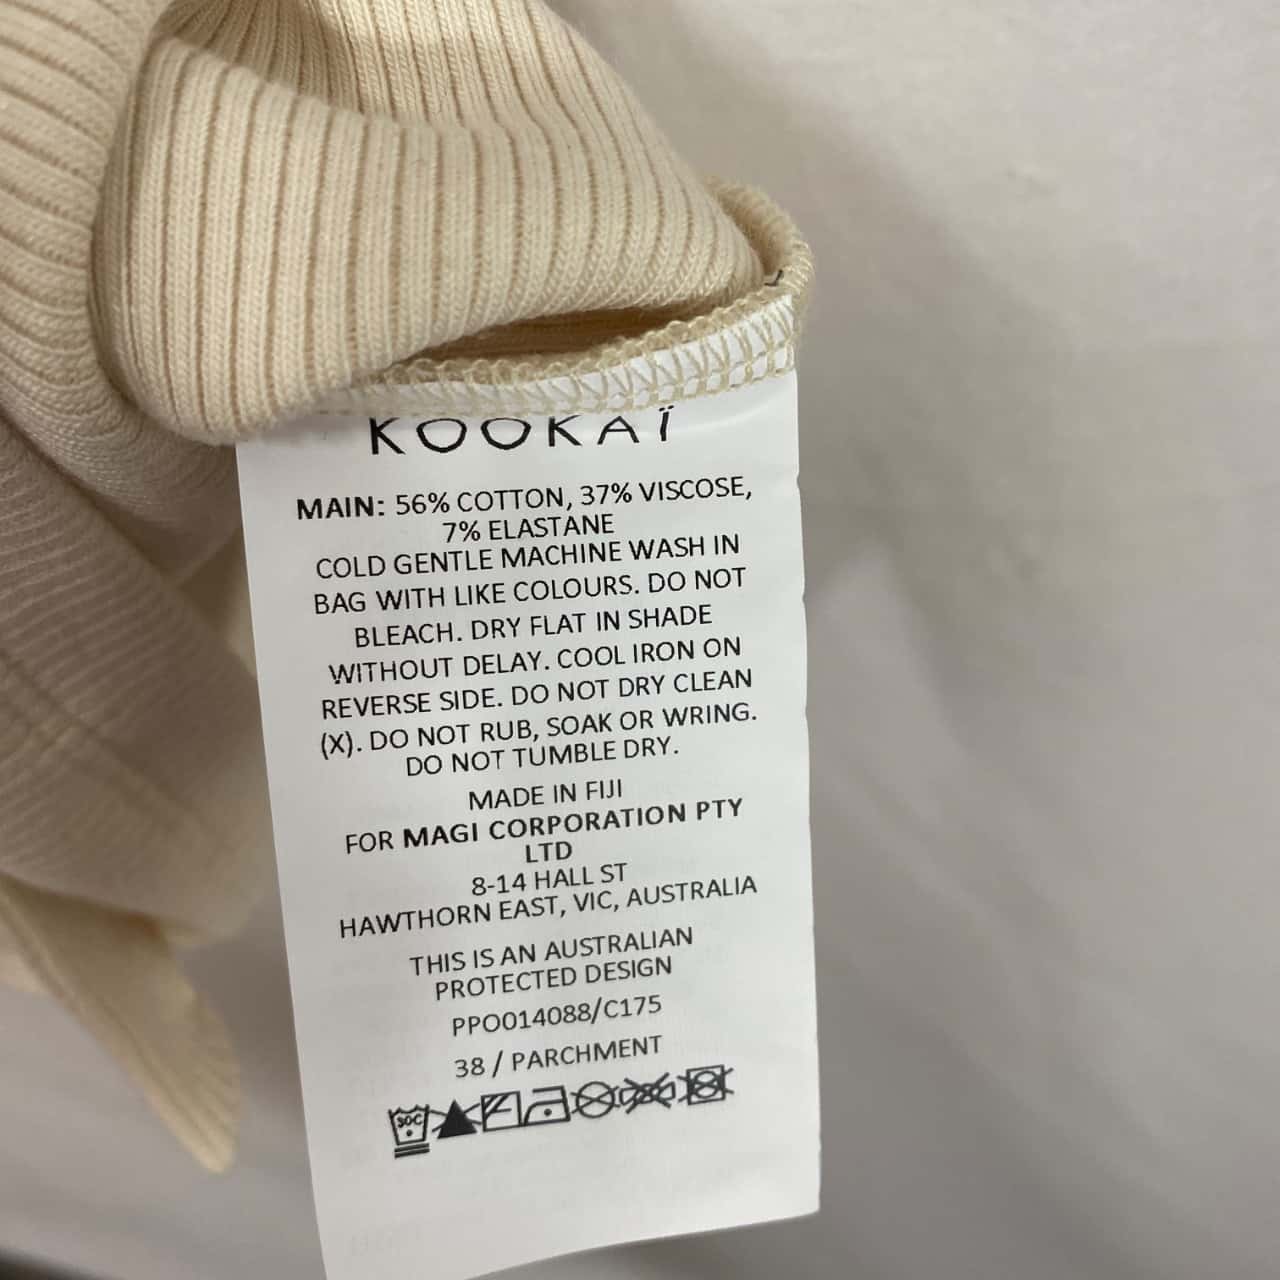 KOOKAÏ
MAIN: 56% COTTON, 37% VISCOSE,
7% ELASTANE
COLD GENTLE MACHINE WASH IN
BAG WITH LIKE COLOURS. DO NOT
BLEACH. DRY FLAT IN SHADE
WITHOUT DELAY. COOL IRON ON
REVERSE SIDE. DO NOT DRY CLEAN
(X). DO NOT RUB, SOAK OR WRING.
DO NOT TUMBLE DRY.
MADE IN FIJI
FOR MAGI CORPORATION PTY
LTD
8-14 HALL ST
HAWTHORN EAST, VIC, AUSTRALIA
THIS IS AN AUSTRALIAN
PROTECTED DESIGN
PPO014088/C175
38 / PARCHMENT